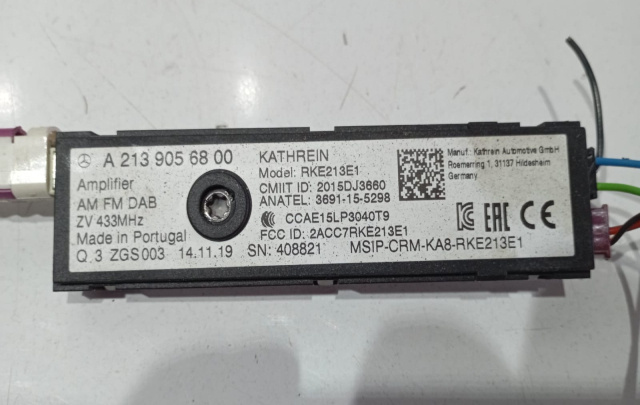 A 213 905 68 00
Amplifier
AM FM DAB
ZV 433MHz
Made in Portugal
Q 3 ZGS 003 14.11.19
KATHREIN
Model: RKE213E1
CMIIT ID: 2015DJ3660
ANATEL: 3691-15-5298
CCAE15LP3040T9
FCC ID: 2ACC7RKE213E1
SN: 408821 MSIP-CRM-KA8-RKE213E1
Manuf.: Kathrein Automotive GmbH
Roemerring 1, 31137 Hildesheim
Germany
EAC CE